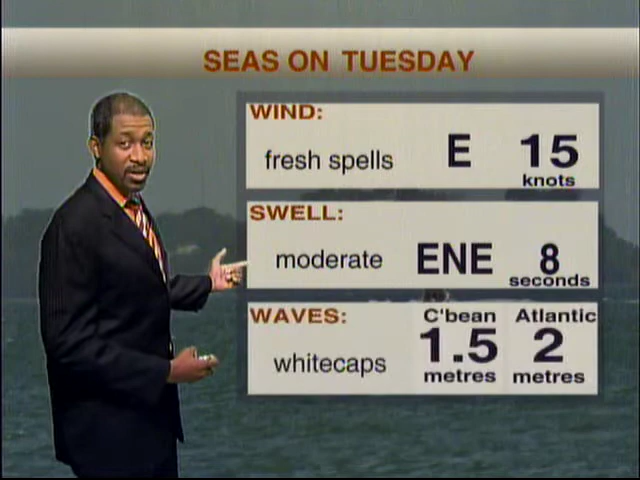 SEAS ON TUESDAY
WIND:
fresh spells E 15
knots
SWELL:
moderate ENE 8
seconds
WAVES: C'bean Atlantic
whitecaps 1.5 2
metres metres